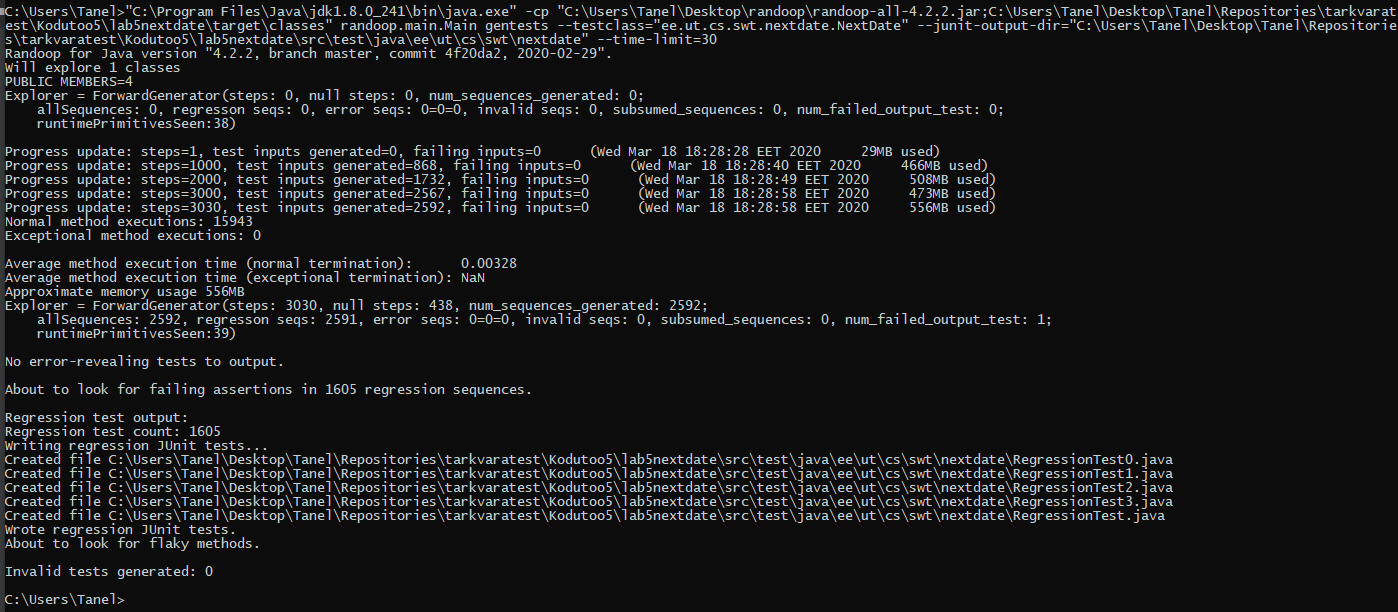 C:\Users\Tanel>"C:\Program Files\Java\jdk1.8.0_241\bin\java.exe" -cp "C:\Users\Tanel\Desktop\randoop\randoop-all-4.2.2.jar;C:\Users\Tanel\Desktop\Tanel\Repositories\tarkvarat
est\Kodutoo5\lab5nextdate\target\classes" randoop.main.Main gentests --testclass="ee.ut.cs.swt.nextdate.NextDate" --junit-output-dir="C:\Users\Tanel\Desktop\Tanel\Repositorie
s\tarkvaratest\Kodutoo5\lab5nextdate\src\test\java\ee\ut\cs\swt\nextdate" --time-limit=30
Randoop for Java version "4.2.2, branch master, commit 4f20da2, 2020-02-29".
Will explore 1 classes
PUBLIC MEMBERS=4
Explorer = ForwardGenerator(steps: 0, null steps: 0, num_sequences_generated: 0;
    allSequences: 0, regresson seqs: 0, error seqs: 0=0=0, invalid seqs: 0, subsumed_sequences: 0, num_failed_output_test: 0;
    runtimePrimitivesSeen:38)
Progress update: steps=1, test inputs generated=0, failing inputs=0      (Wed Mar 18 18:28:28 EET 2020     29MB used)
Progress update: steps=1000, test inputs generated=868, failing inputs=0      (Wed Mar 18 18:28:40 EET 2020     466MB used)
Progress update: steps=2000, test inputs generated=1732, failing inputs=0      (Wed Mar 18 18:28:49 EET 2020     508MB used)
Progress update: steps=3000, test inputs generated=2567, failing inputs=0      (Wed Mar 18 18:28:58 EET 2020     473MB used)
Progress update: steps=3030, test inputs generated=2592, failing inputs=0      (Wed Mar 18 18:28:58 EET 2020     556MB used)
Normal method executions: 15943
Exceptional method executions: 0
Average method execution time (normal termination):      0.00328
Average method execution time (exceptional termination): NaN
Approximate memory usage 556MB
Explorer = ForwardGenerator(steps: 3030, null steps: 438, num_sequences_generated: 2592;
    allSequences: 2592, regresson seqs: 2591, error seqs: 0=0=0, invalid seqs: 0, subsumed_sequences: 0, num_failed_output_test: 1;
    runtimePrimitivesSeen:39)
No error-revealing tests to output.
About to look for failing assertions in 1605 regression sequences.
Regression test output:
Regression test count: 1605
Writing regression JUnit tests...
Created file C:\Users\Tanel\Desktop\Tanel\Repositories\tarkvaratest\Kodutoo5\lab5nextdate\src\test\java\ee\ut\cs\swt\nextdate\RegressionTest0.java
Created file C:\Users\Tanel\Desktop\Tanel\Repositories\tarkvaratest\Kodutoo5\lab5nextdate\src\test\java\ee\ut\cs\swt\nextdate\RegressionTest1.java
Created file C:\Users\Tanel\Desktop\Tanel\Repositories\tarkvaratest\Kodutoo5\lab5nextdate\src\test\java\ee\ut\cs\swt\nextdate\RegressionTest2.java
Created file C:\Users\Tanel\Desktop\Tanel\Repositories\tarkvaratest\Kodutoo5\lab5nextdate\src\test\java\ee\ut\cs\swt\nextdate\RegressionTest3.java
Created file C:\Users\Tanel\Desktop\Tanel\Repositories\tarkvaratest\Kodutoo5\lab5nextdate\src\test\java\ee\ut\cs\swt\nextdate\RegressionTest.java
Wrote regression JUnit tests.
About to look for flaky methods.
Invalid tests generated: 0
C:\Users\Tanel>